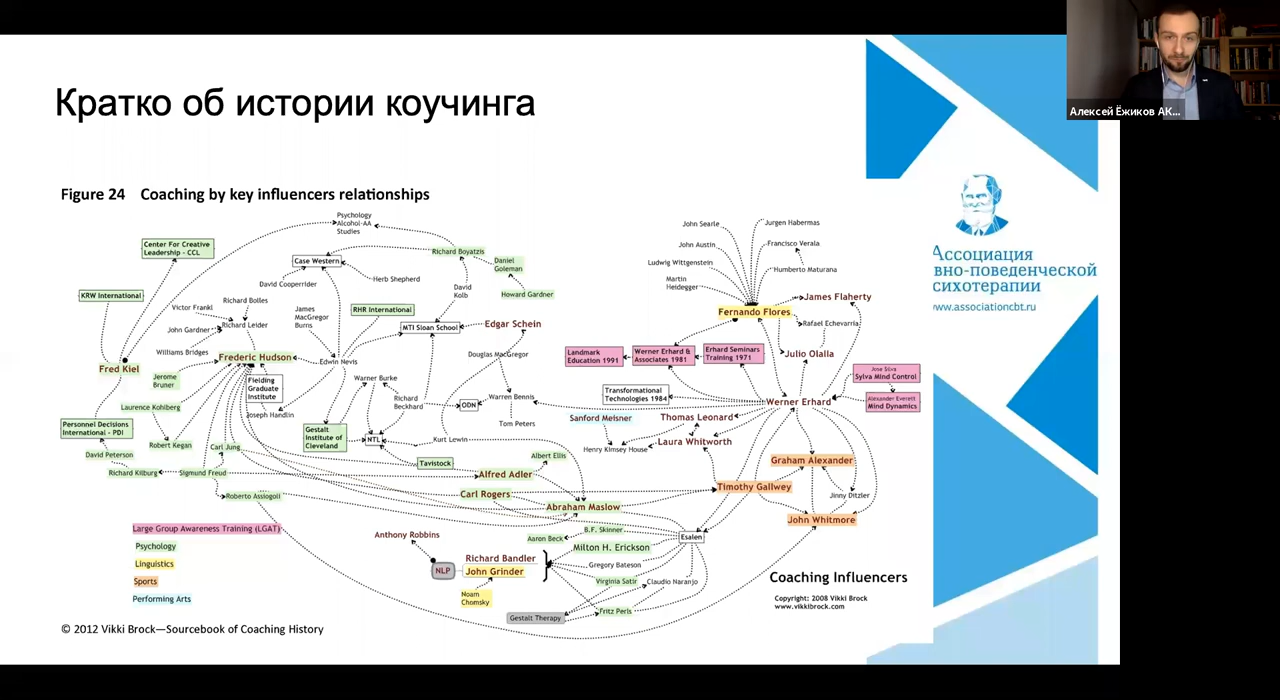 Алексей Ёжиков АК...
Кратко об истории коучинга
Ассоциация
вно-поведенческой
сихотерапии
www.associationcbt.ru
Figure 24 Coaching by key influencers relationships
Psychology
Alcohol-AA
Studies
Center For Creative
Leadership - CCL
Case Western
Richard Boyatzis
Daniel
Goleman
David Cooperrider
Herb Shepherd
David
Kolb
Howard Gardner
KRW International
Victor Frankl
Richard Bolles
James
MacGregor
Burns
RHR International
John Gardner
Richard Leider
MTI Sloan School
Edgar Schein
Williams Bridges
Frederic Hudson
Edwin Nevis
Douglas MacGregor
Fred Kiel
Jerome
Bruner
Fielding
Graduate
Institute
Warner Burke
Laurence Kohlberg
Joseph Handlin
Richard
Beckhard
ODN
Warren Bennis
Tom Peters
Personnel Decisions
International - PDI
Robert Kegan
Carl Jung
Gestalt
Institute of
Cleveland
NTL
Kurt Lewin
David Peterson
Tavistock
Albert Ellis
Richard Kilburg
Sigmund Freud
Alfred Adler
Roberto Assiogoli
Carl Rogers
Abraham Maslow
John Searle
Jurgen Habermas
John Austin
Francisco Verala
Ludwig Wittgenstein
Humberto Maturana
Martin
Heidegger
James Flaherty
Fernando Flores
Rafael Echevarria
Landmark
Education 1991
Werner Erhard &
Associates 1981
Erhard Seminars
Training 1971
Julio Olalla
Jose Silva
Sylva Mind Control
Transformational
Technologies 1984
Werner Erhard
Alexander Everett
Mind Dynamics
Sanford Meisner
Thomas Leonard
Henry Kimsey House
Laura Whitworth
Graham Alexander
Timothy Gallwey
Jinny Ditzler
John Whitmore
Large Group Awareness Training (LGAT)
Psychology
Linguistics
Sports
Performing Arts
Anthony Robbins
B.F. Skinner
Aaron Beck
Esalen
Milton H. Erickson
Richard Bandler
NLP
John Grinder
Gregory Bateson
Virginia Satir
Claudio Naranjo
Noam
Chomsky
Gestalt Therapy
Fritz Perls
Coaching Influencers
Copyright: 2008 Vikki Brock
www.vikkibrock.com
© 2012 Vikki Brock—Sourcebook of Coaching History